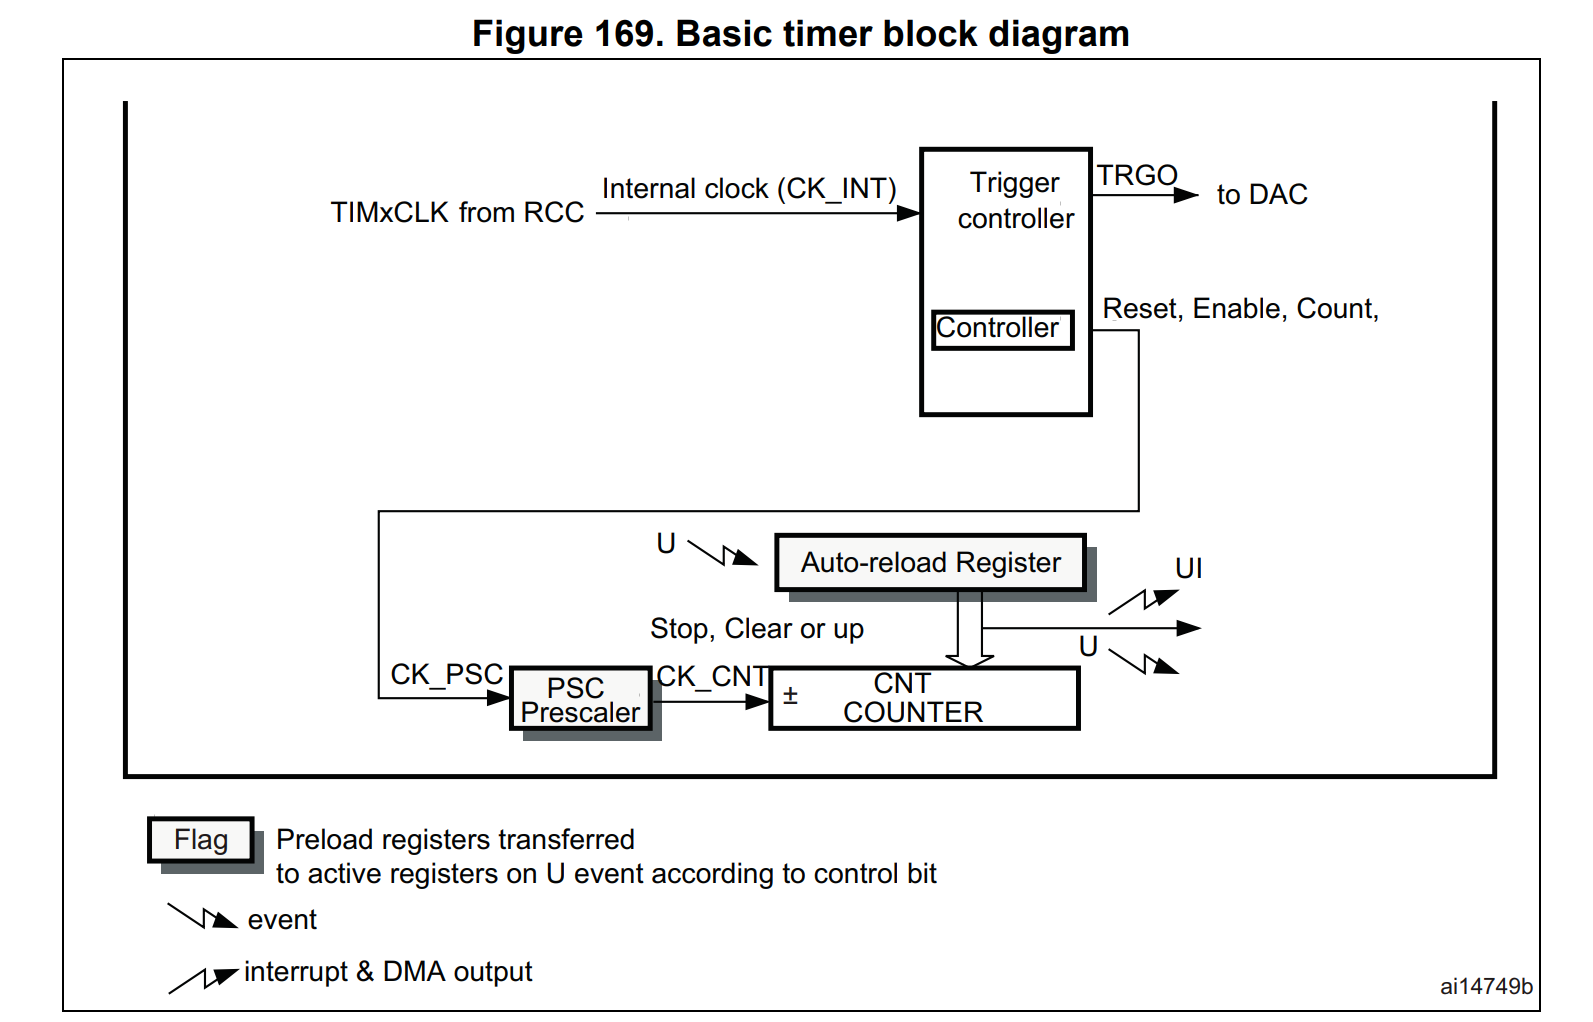 Figure 169. Basic timer block diagram
Internal clock (CK_INT)
TIMxCLK from RCC
Trigger
controller
TRGO
to DAC
Controller
Reset, Enable, Count,
U
Auto-reload Register
UI
Stop, Clear or up
U
CK_PSC
PSC
Prescaler
CK_CNT
±
CNT
COUNTER
Flag
Preload registers transferred
to active registers on U event according to control bit
event
interrupt & DMA output
ai14749b